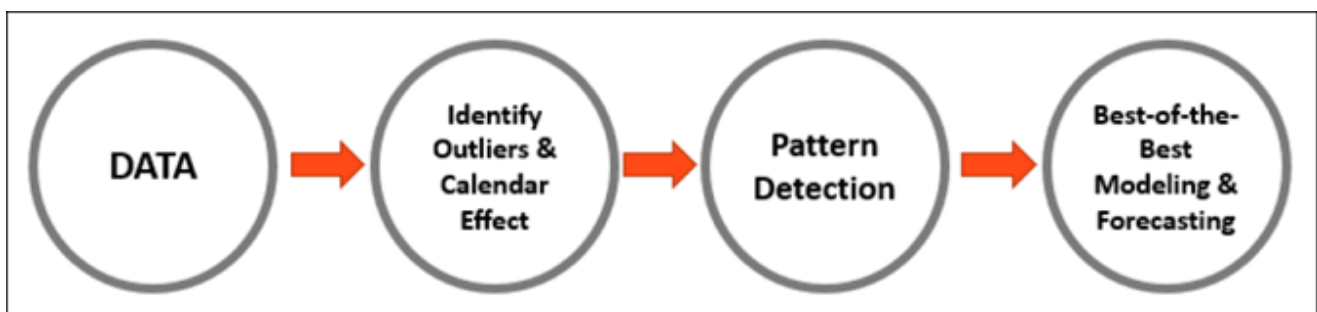 DATA
Identify
Outliers &
Calendar
Effect
Pattern
Detection
Best-of-the-
Best
Modeling &
Forecasting